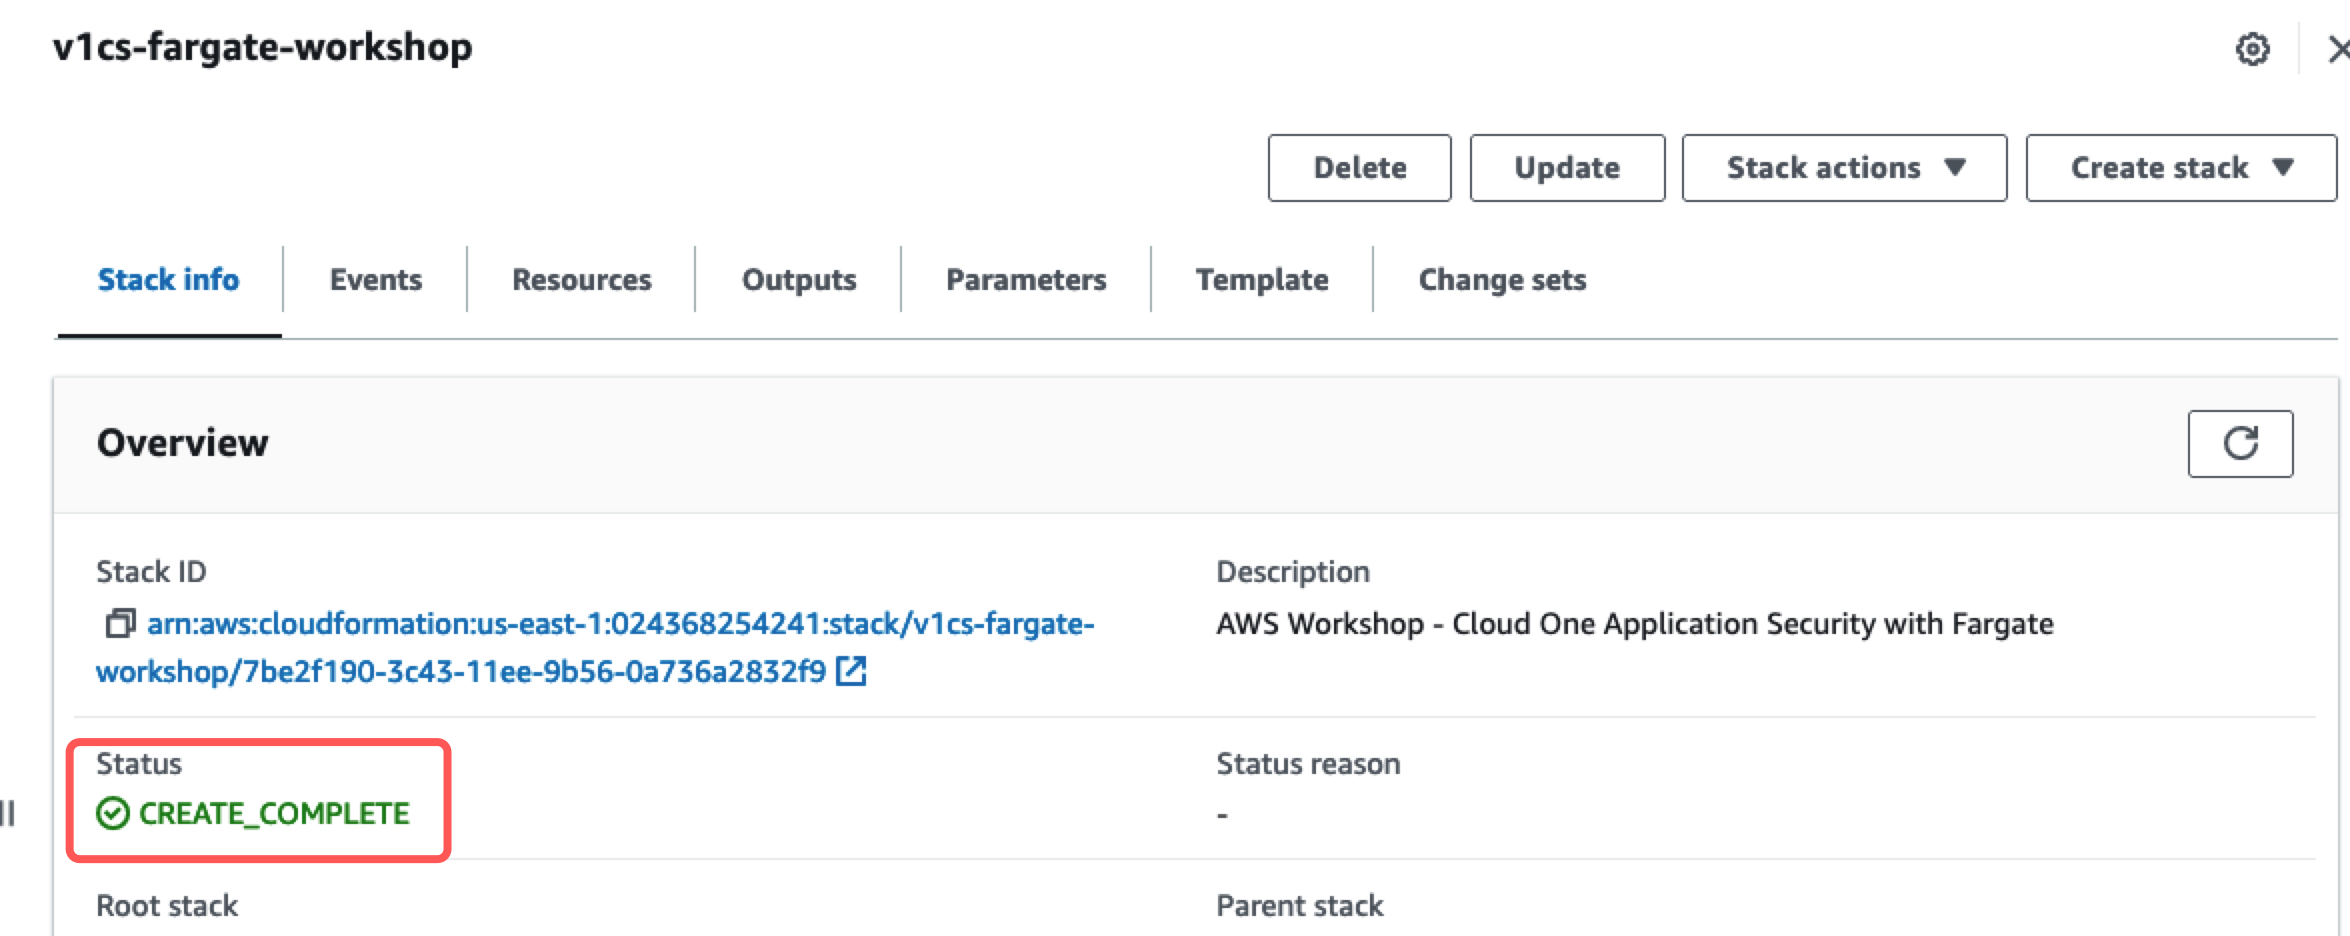 v1cs-fargate-workshop
Delete
Update
Stack actions
Create stack
Stack info
Events
Resources
Outputs
Parameters
Template
Change sets
Overview
Stack ID
arn:aws:cloudformation:us-east-1:024368254241:stack/v1cs-fargate-
workshop/7be2f190-3c43-11ee-9b56-0a736a2832f9
Description
AWS Workshop - Cloud One Application Security with Fargate
Status
CREATE_COMPLETE
Status reason
-
Root stack
Parent stack